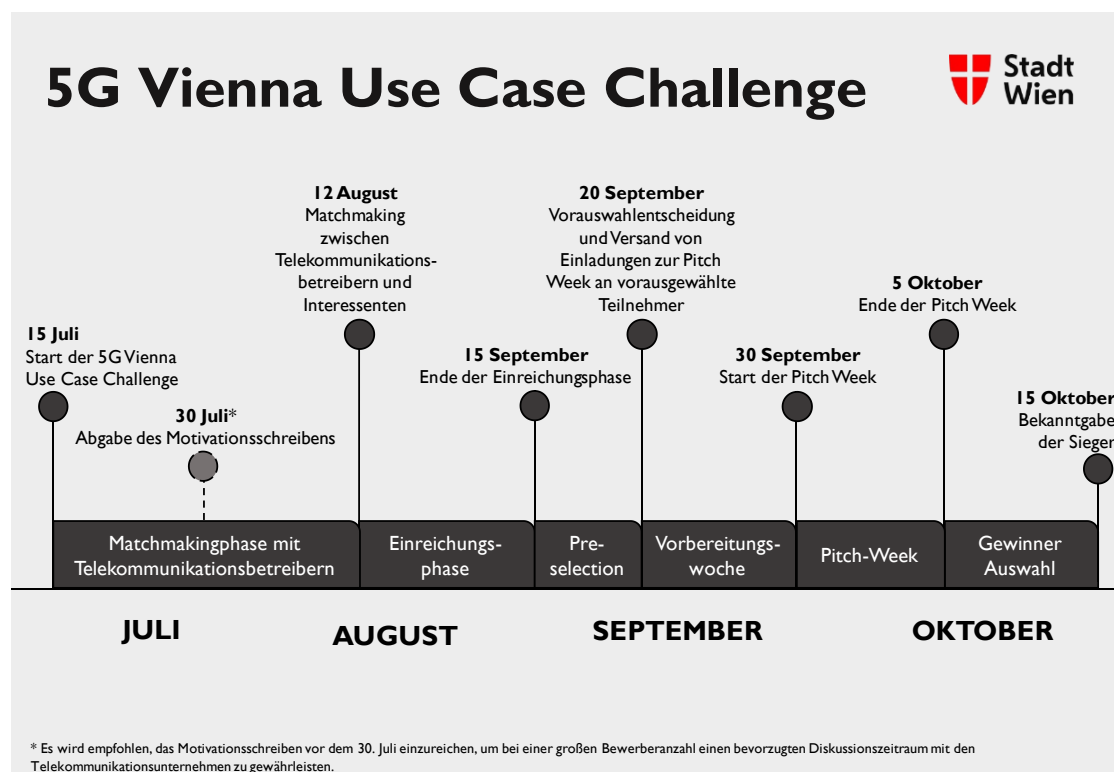 5G Vienna Use Case Challenge
Stadt
Wien
12 August
Matchmaking
zwischen
Telekommunikations-
betreibern und
Interessenten
20 September
Vorauswahlentscheidung
und Versand von
Einladungen zur Pitch
Week an vorausgewählte
Teilnehmer
5 Oktober
Ende der Pitch Week
15 Juli
Start der 5G Vienna
Use Case Challenge
15 September
Ende der Einreichungsphase
30 September
Start der Pitch Week
15 Oktober
Bekanntgabe
der Sieger
30 Juli*
Abgabe des Motivationsschreibens
Matchmakingphase mit
Telekommunikationsbetreibern
Einreichungs-
phase
Pre-
selection
Vorbereitungs-
woche
Pitch-Week
Gewinner
Auswahl
JULI
AUGUST
SEPTEMBER
OKTOBER
* Es wird empfohlen, das Motivationsschreiben vor dem 30. Juli einzureichen, um bei einer großen Bewerberanzahl einen bevorzugten Diskussionszeitraum mit den
Telekommunikationsunternehmen zu gewährleisten.